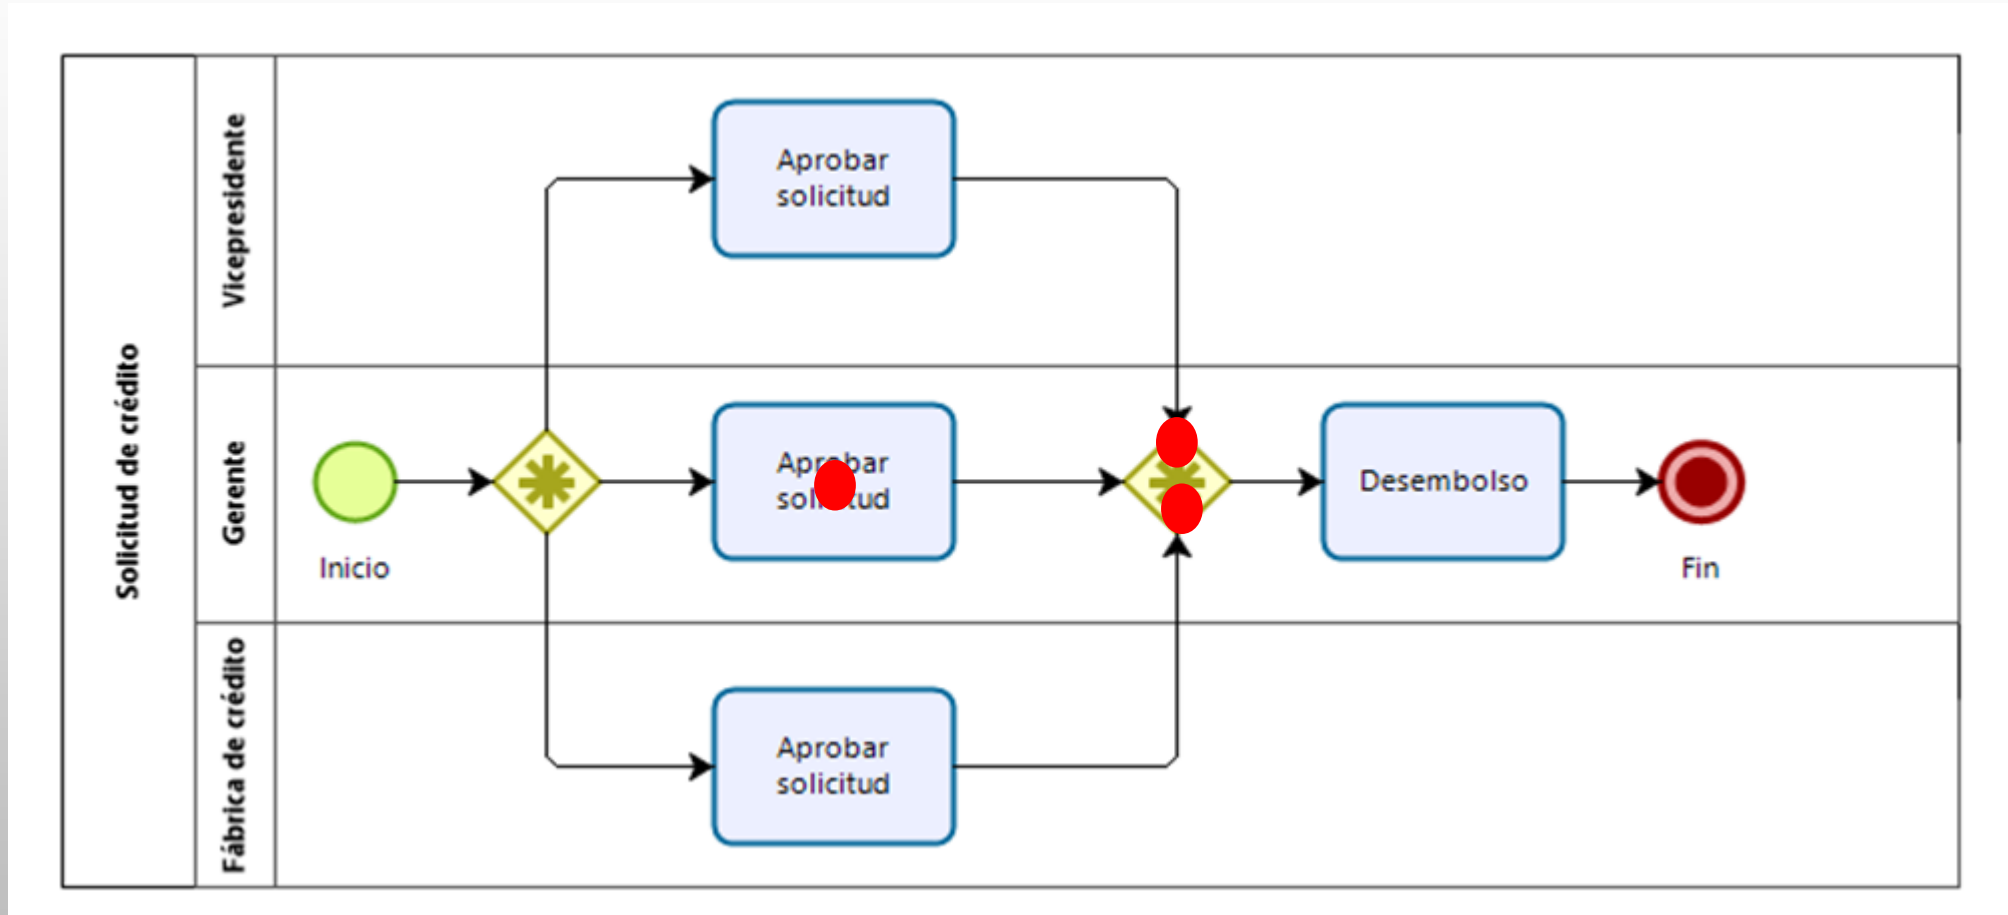 Solicitud de crédito
Vicepresidente
Aprobar
solicitud
Gerente
Inicio
Desembolso
Fin
Fábrica de crédito
Aprobar
solicitud